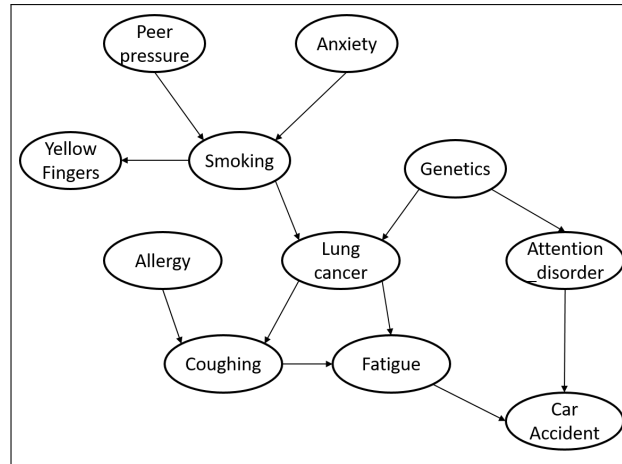 Peer
pressure
Anxiety
Yellow
Fingers
Smoking
Genetics
Allergy
Lung
cancer
Attention
_disorder
Coughing
Fatigue
Car
Accident